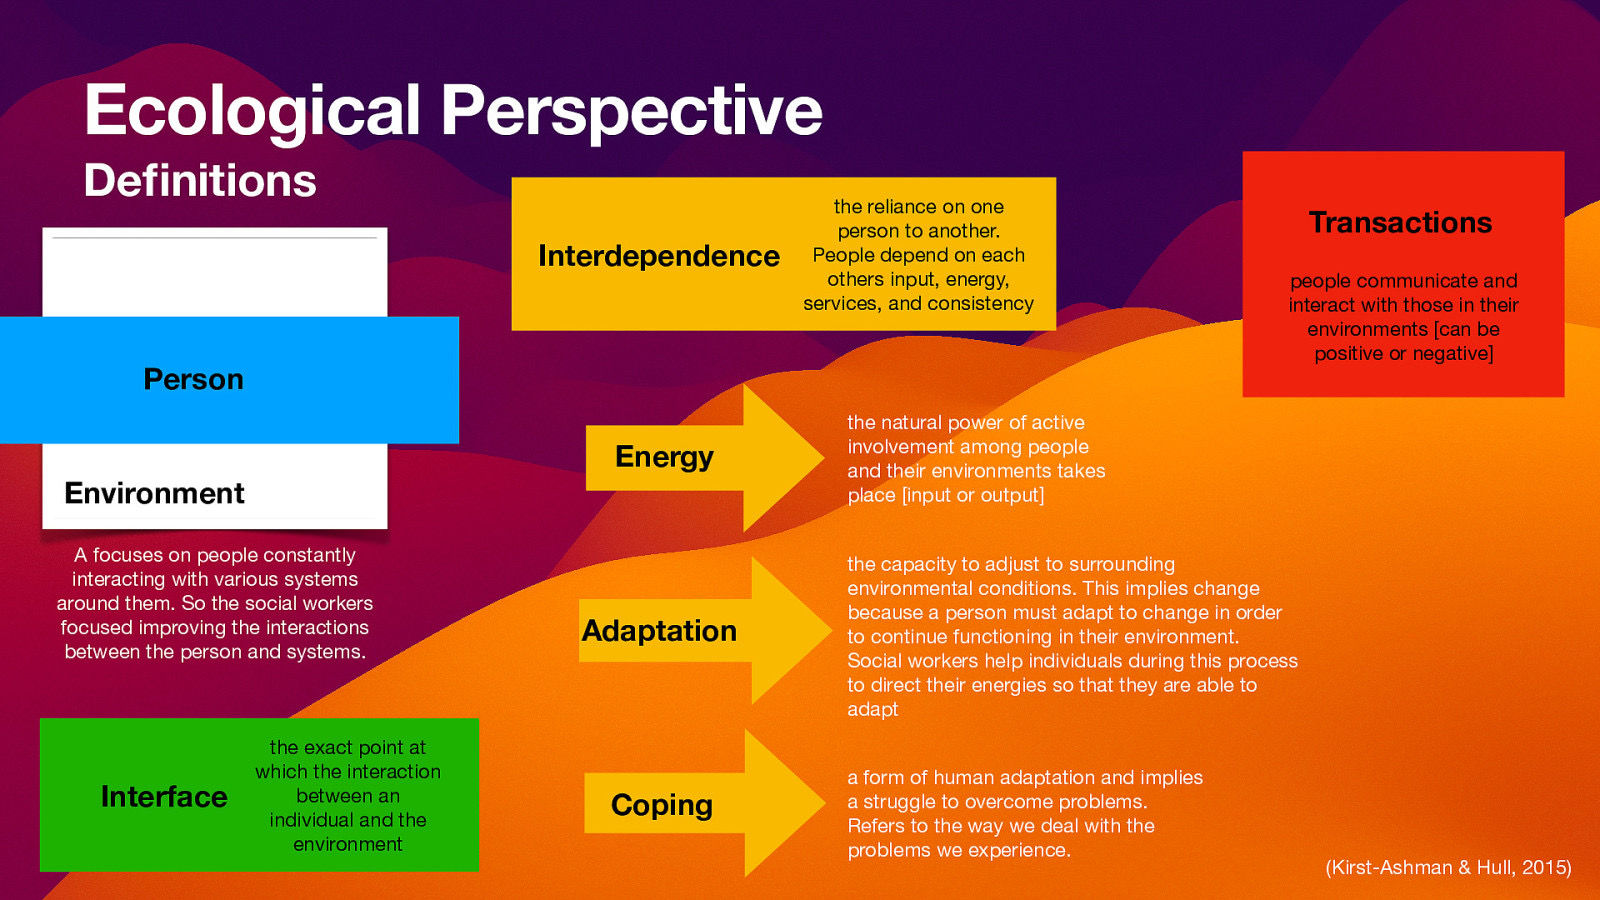 Ecological Perspective
Definitions
Person
Environment
A focuses on people constantly
interacting with various systems
around them. So the social workers
focused improving the interactions
between the person and systems.
Interface
the exact point at
which the interaction
between an
individual and the
environment
Interdependence
the reliance on one
person to another.
People depend on each
others input, energy,
services, and consistency
Energy
the natural power of active
involvement among people
and their environments takes
place [input or output]
Adaptation
the capacity to adjust to surrounding
environmental conditions. This implies change
because a person must adapt to change in order
to continue functioning in their environment.
Social workers help individuals during this process
to direct their energies so that they are able to
adapt
Coping
a form of human adaptation and implies
a struggle to overcome problems.
Refers to the way we deal with the
problems we experience.
Transactions
people communicate and
interact with those in their
environments [can be
positive or negative]
(Kirst-Ashman & Hull, 2015)